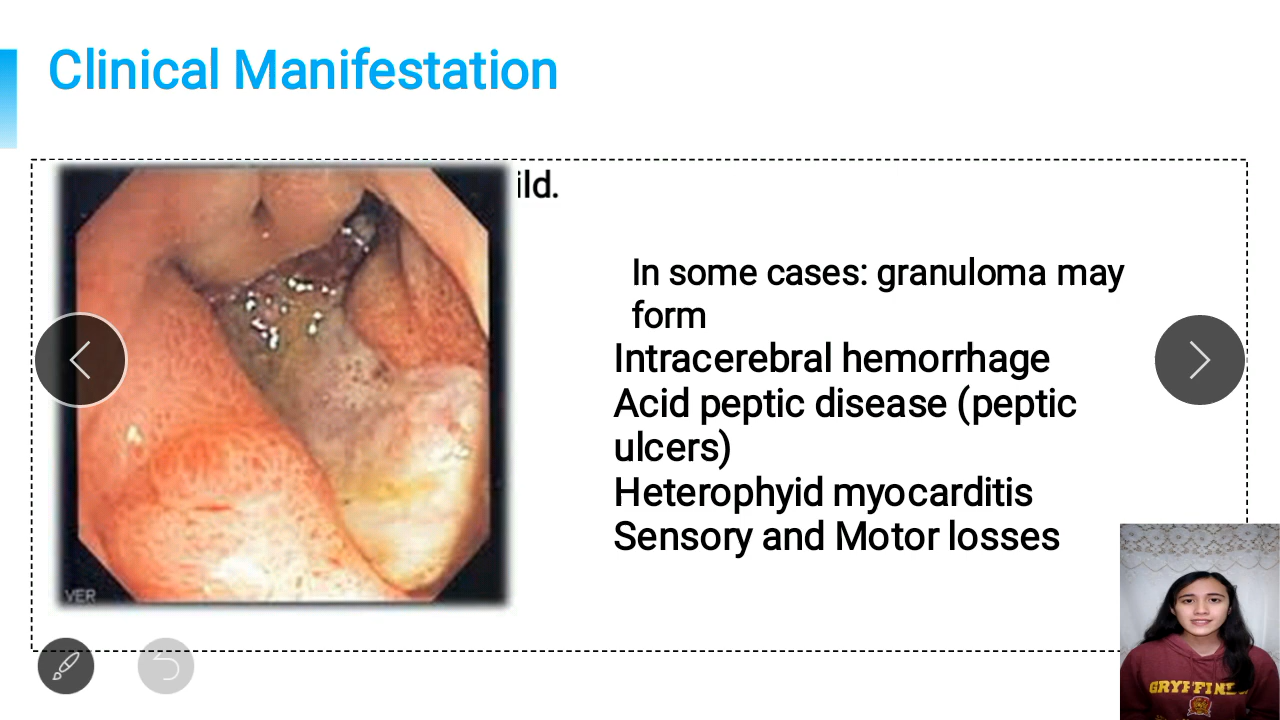 Clinical Manifestation
ild.
In some cases: granuloma may
form
Intracerebral hemorrhage
Acid peptic disease (peptic
ulcers)
Heterophyid myocarditis
Sensory and Motor losses
VER